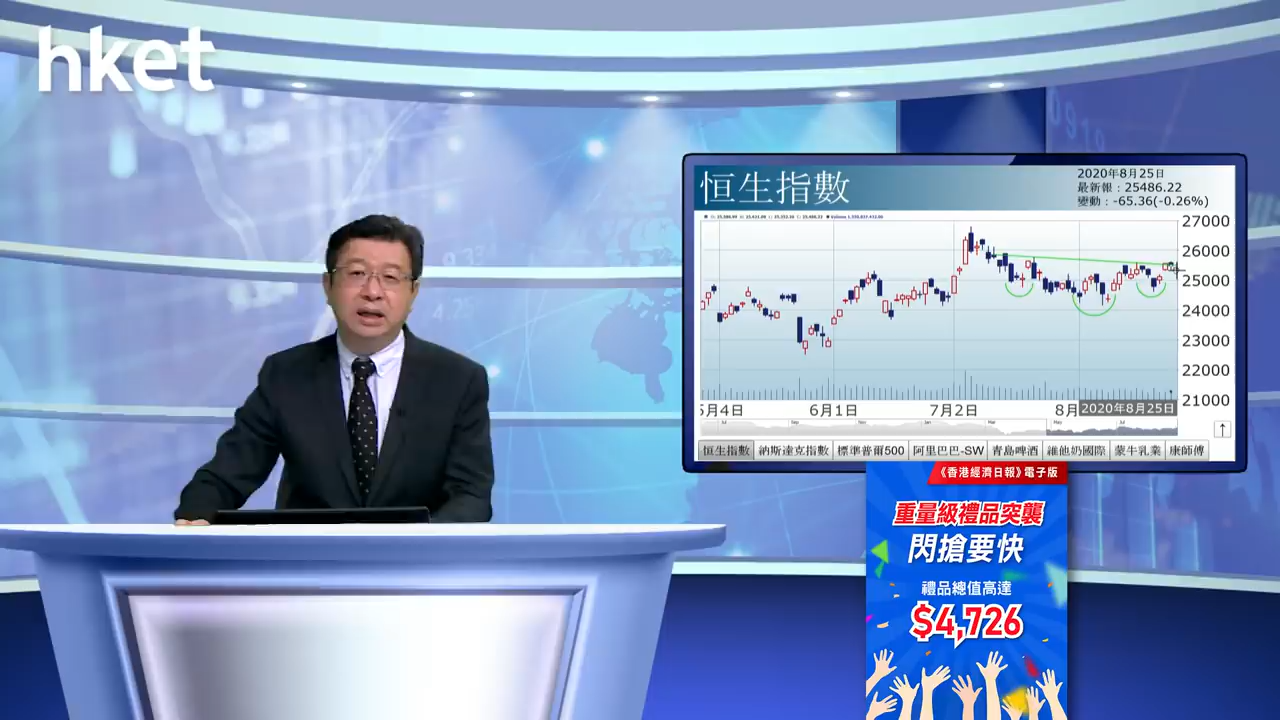 hket
恒生指數
2020年8月25日
最新報：25486.22
變動：-65.36(-0.26%)
27000
26000
25000
24000
23000
22000
21000
5月4日
6月1日
7月2日
8月
2020年8月25日
恒生指數
納斯達克指數
標準普爾500
阿里巴巴-SW
青島啤酒
維他奶國際
蒙牛乳業
康師傅
《香港經濟日報》電子版
重量級禮品突襲
閃搶要快
禮品總值高達
$4,726